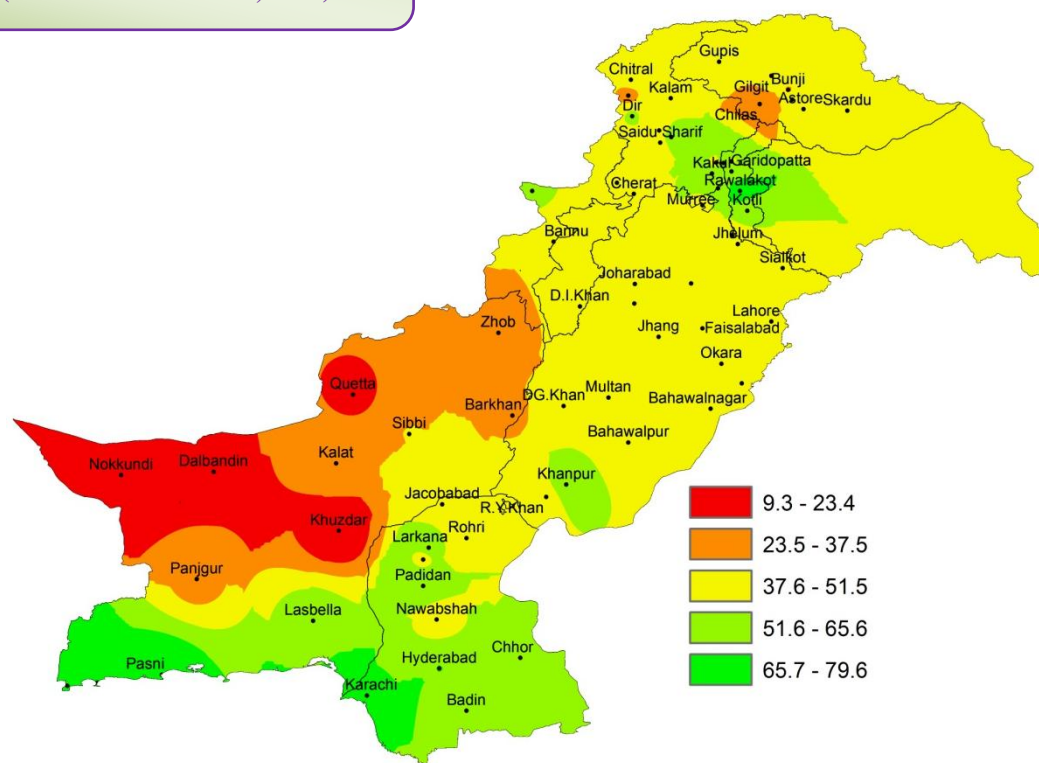 Gupis
Chitral
Bunji
Kalam
Gilgit
Astore
Skardu
Dir
Chilas
Saidu Sharif
Kakul
Garidopatta
Rawalakot
Cherat
Murree
Kotli
Bannu
Jhelum
Sialkot
Joharabad
D.I.Khan
Zhob
Lahore
Jhang
Faisalabad
Okara
Quetta
DG.Khan
Multan
Barkhan
Bahawalnagar
Sibbi
Bahawalpur
Nokkundi
Dalbandin
Kalat
Khanpur
Jacobabad
R.Y.Khan
Khuzdar
Rohri
Larkana
Panjgur
Padidan
Lasbella
Nawabshah
Pasni
Hyderabad
Chhor
Karachi
Badin
9.3 - 23.4
23.5 - 37.5
37.6 - 51.5
51.6 - 65.6
65.7 - 79.6